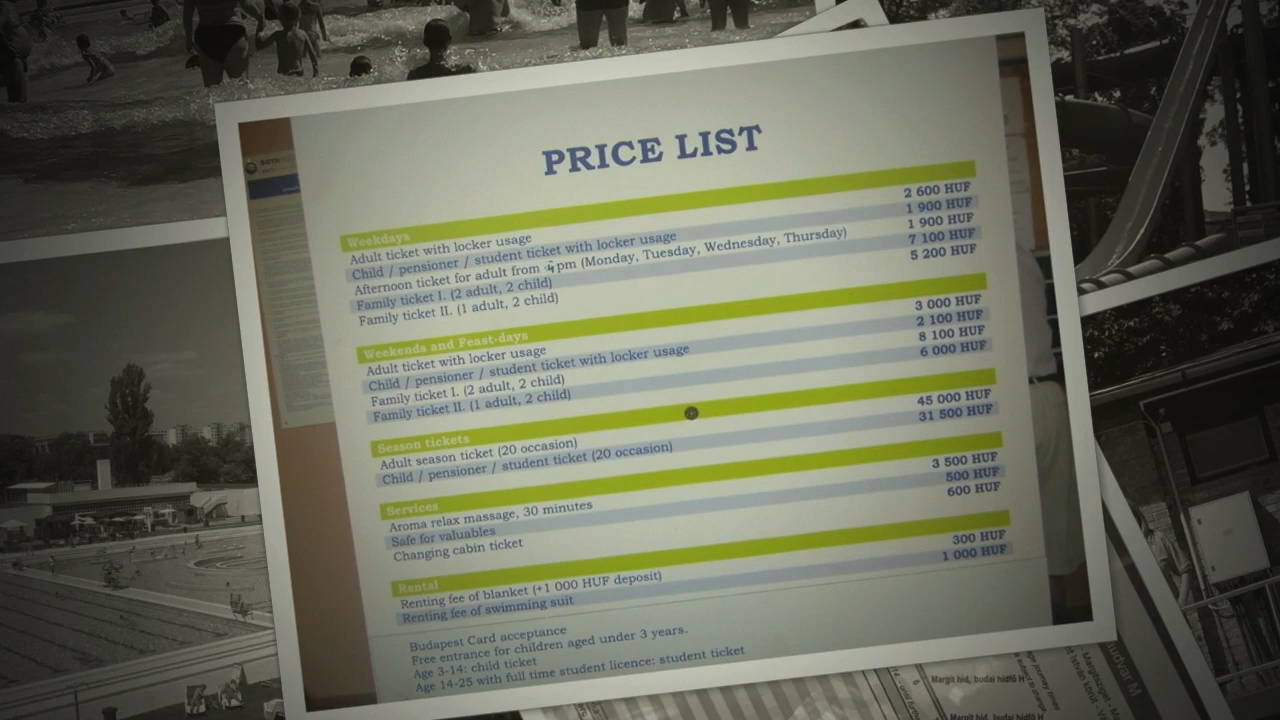 PRICE LIST
Weekdays
Adult ticket with locker usage 2 600 HUF
Child / pensioner / student ticket with locker usage 1 900 HUF
Afternoon ticket for adult from 4 pm (Monday, Tuesday, Wednesday, Thursday) 1 900 HUF
Family ticket I. (2 adult, 2 child) 7 100 HUF
Family ticket II. (1 adult, 2 child) 5 200 HUF
Weekends and Feast-days
Adult ticket with locker usage 3 000 HUF
Child / pensioner / student ticket with locker usage 2 100 HUF
Family ticket I. (2 adult, 2 child) 8 100 HUF
Family ticket II. (1 adult, 2 child) 6 000 HUF
Season tickets
Adult season ticket (20 occasion) 45 000 HUF
Child / pensioner / student ticket (20 occasion) 31 500 HUF
Services
Aroma relax massage, 30 minutes 3 500 HUF
Safe for valuables 500 HUF
Changing cabin ticket 600 HUF
Rental
Renting fee of blanket (+1 000 HUF deposit) 300 HUF
Renting fee of swimming suit 1 000 HUF
Budapest Card acceptance
Free entrance for children aged under 3 years.
Age 3-14: child ticket
Age 14-25 with full time student licence: student ticket
Margit híd, budai hídfő H
Margit híd, budai hídfő H